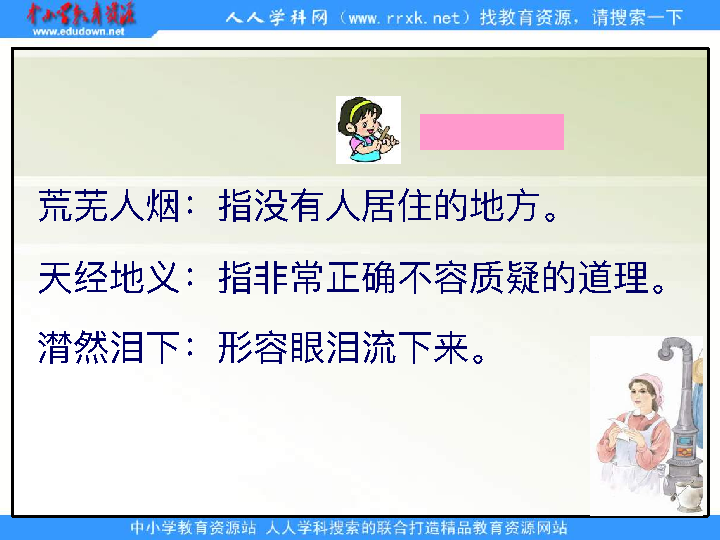 中小学教育资源
www.edudown.net
人人学科网（www.rrxk.net）找教育资源，请搜索一下
荒芜人烟：指没有人居住的地方。
天经地义：指非常正确不容质疑的道理。
潸然泪下：形容眼泪流下来。
中小学教育资源站 人人学科搜索的联合打造精品教育资源网站